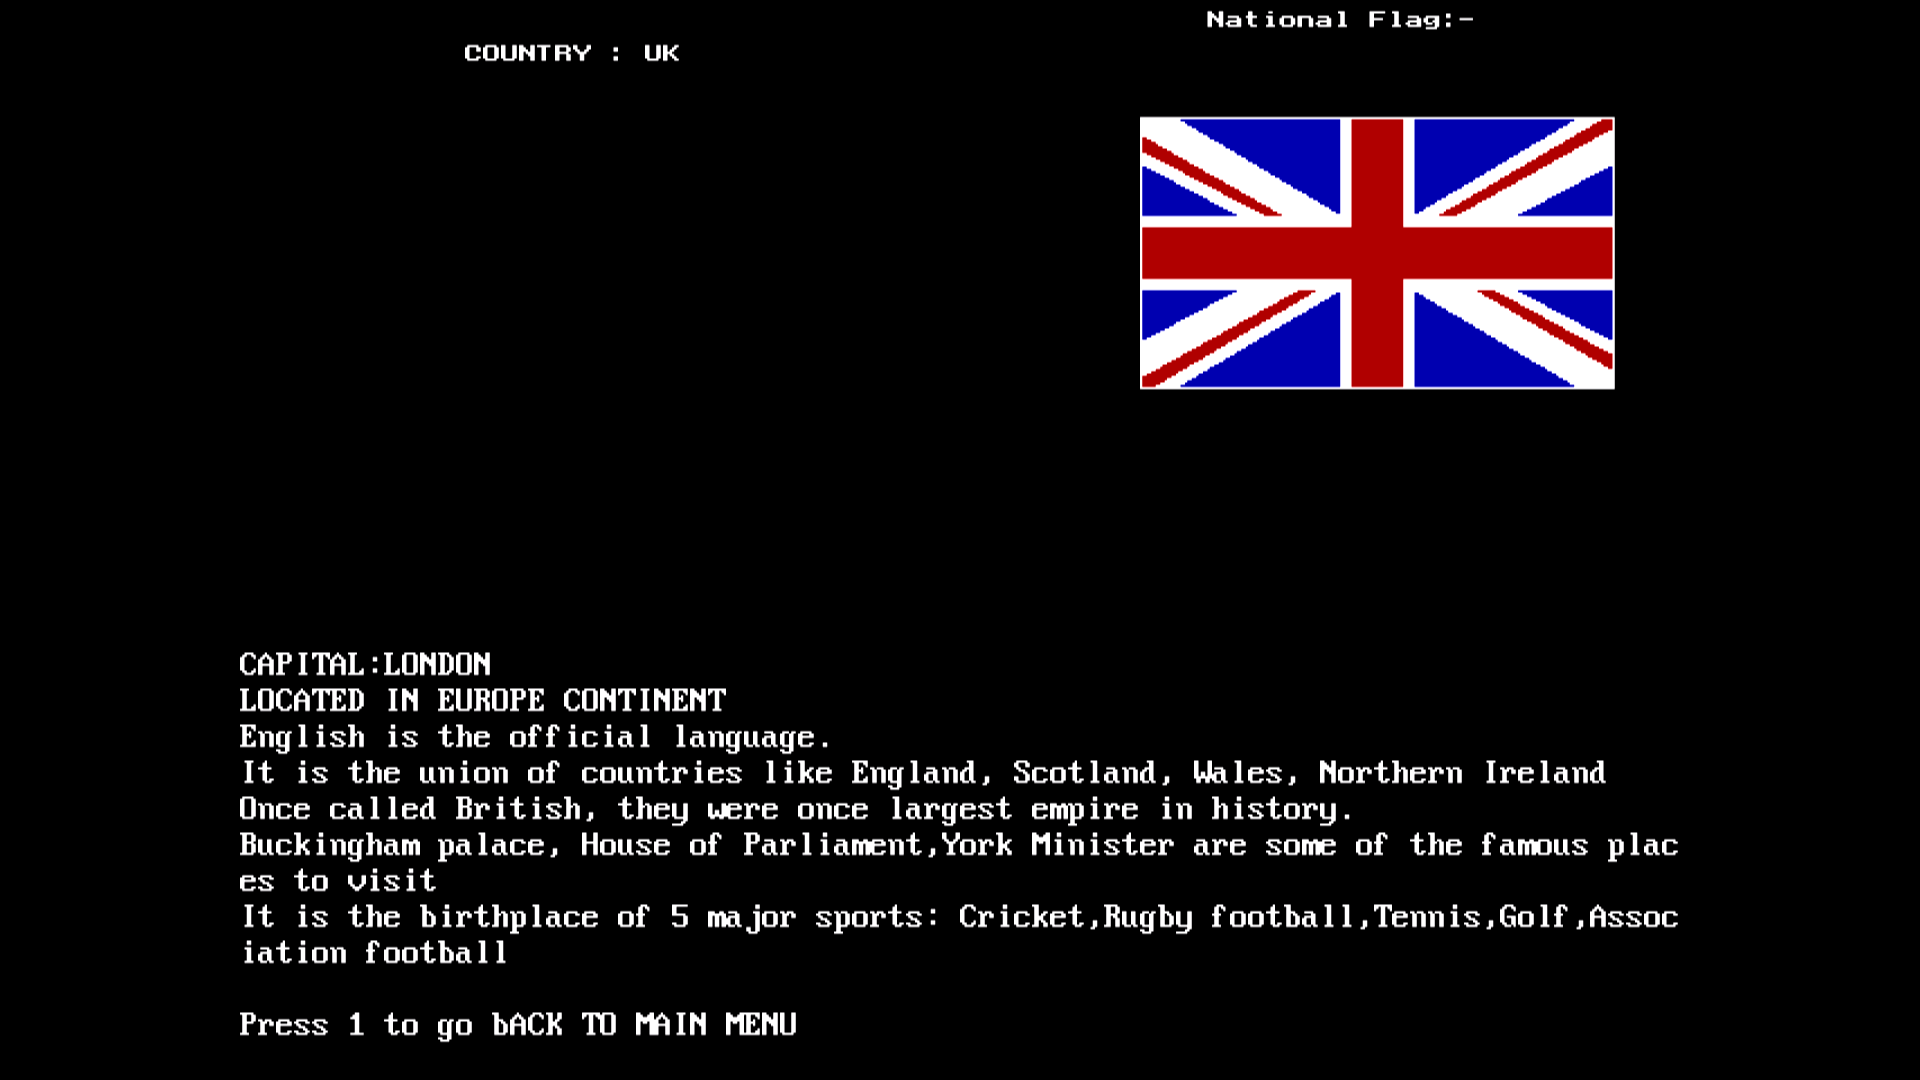 National Flag:-
COUNTRY : UK
CAPITAL:LONDON
LOCATED IN EUROPE CONTINENT
English is the official language.
It is the union of countries like England, Scotland, Wales, Northern Ireland
Once called British, they were once largest empire in history.
Buckingham palace, House of Parliament,York Minister are some of the famous plac
es to visit
It is the birthplace of 5 major sports: Cricket,Rugby football,Tennis,Golf,Assoc
iation football
Press 1 to go bACK TO MAIN MENU